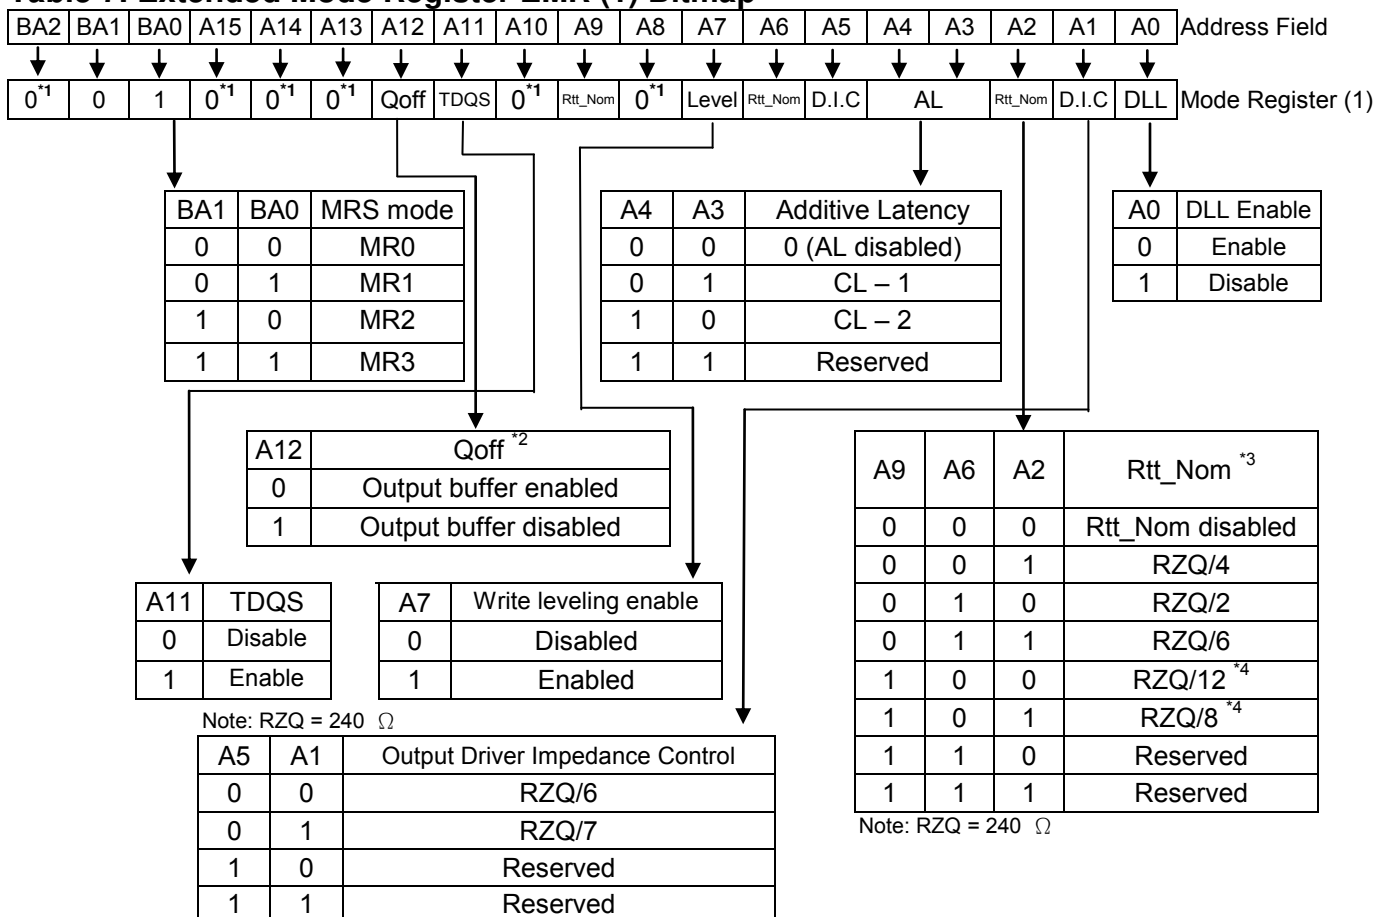 Table 7. Extended Mode Register EMR (1) Bitmap
BA2 BA1 BA0 A15 A14 A13 A12 A11 A10 A9 A8 A7 A6 A5 A4 A3 A2 A1 A0 Address Field
0*1 0 1 0*1 0*1 0*1 Qoff TDQS 0*1 Rtt_Nom 0*1 Level Rtt_Nom D.I.C AL Rtt_Nom D.I.C DLL Mode Register (1)
BA1 BA0 MRS mode
0 0 MR0
0 1 MR1
1 0 MR2
1 1 MR3
A4 A3 Additive Latency
0 0 0 (AL disabled)
0 1 CL – 1
1 0 CL – 2
1 1 Reserved
A0 DLL Enable
0 Enable
1 Disable
A12 Qoff *2
0 Output buffer enabled
1 Output buffer disabled
A9 A6 A2 Rtt_Nom *3
0 0 0 Rtt_Nom disabled
0 0 1 RZQ/4
0 1 0 RZQ/2
0 1 1 RZQ/6
1 0 0 RZQ/12 *4
1 0 1 RZQ/8 *4
1 1 0 Reserved
1 1 1 Reserved
Note: RZQ = 240 Ω
A11 TDQS
0 Disable
1 Enable
A7 Write leveling enable
0 Disabled
1 Enabled
Note: RZQ = 240 Ω
A5 A1 Output Driver Impedance Control
0 0 RZQ/6
0 1 RZQ/7
1 0 Reserved
1 1 Reserved